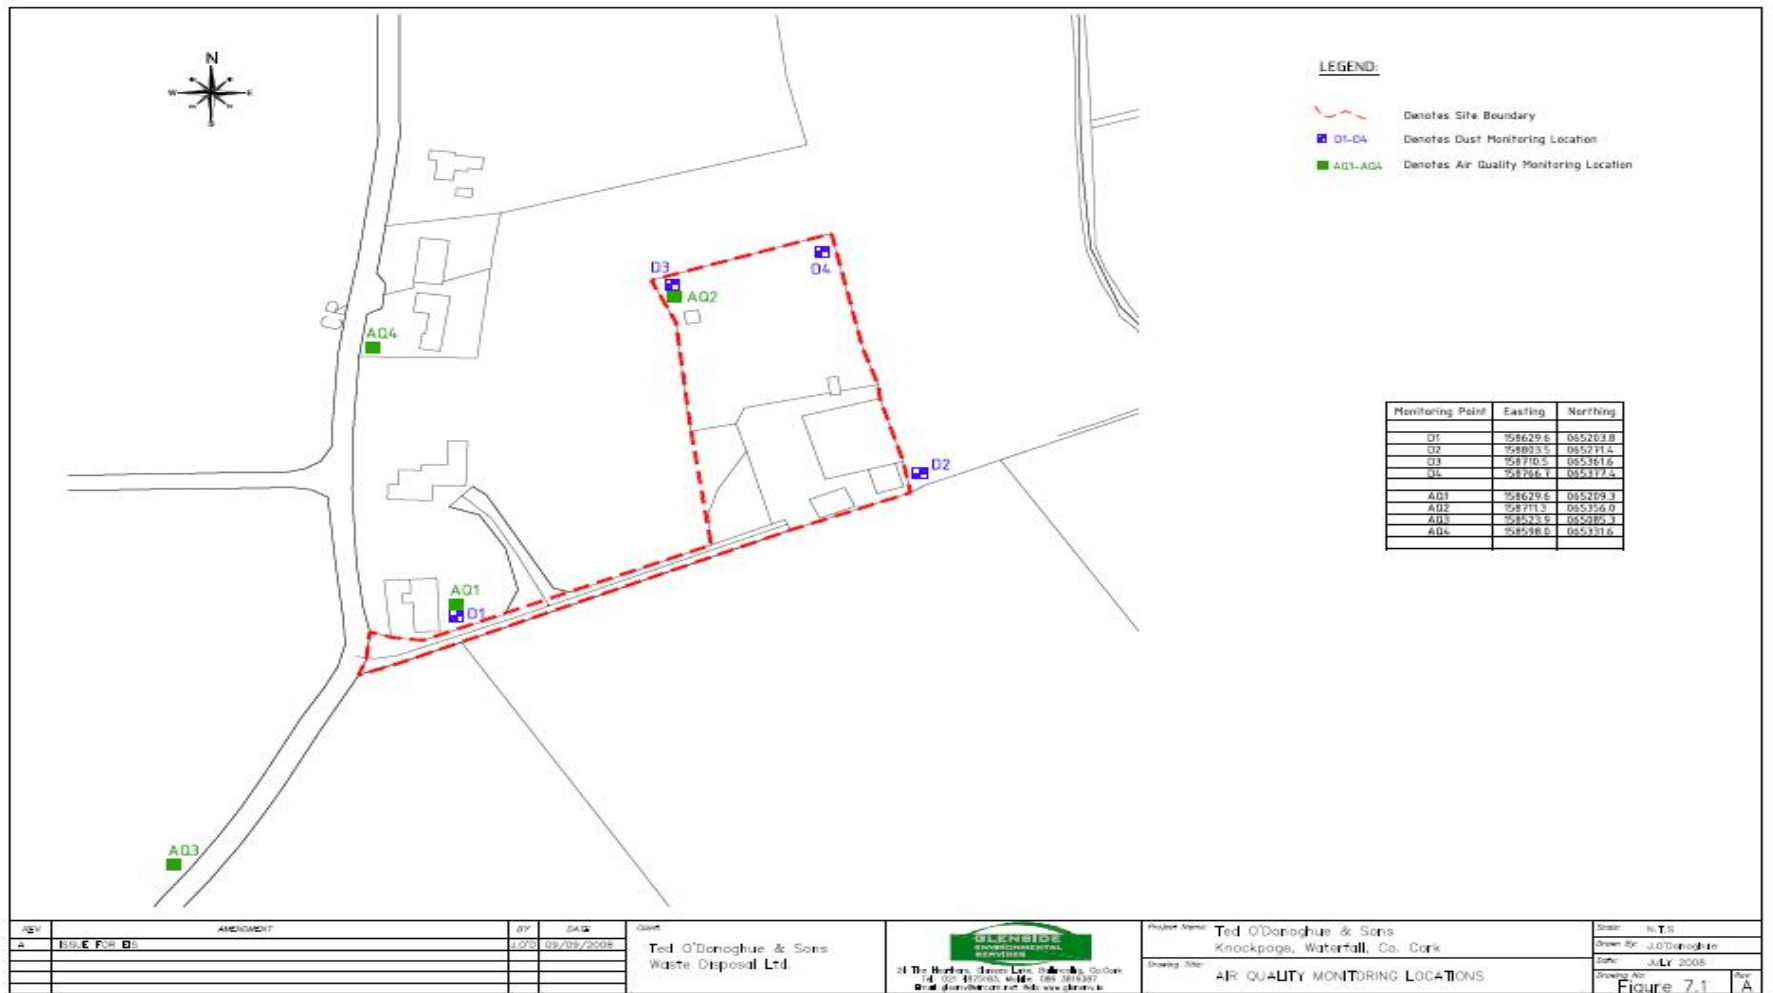 N
W
E
S
LEGEND:
Denotes Site Boundary
D1-D4 Denotes Dust Monitoring Location
AQ1-AQ4 Denotes Air Quality Monitoring Location
D3
D4
AQ2
AQ4
D2
AQ1
D1
AQ3
Monitoring Point Easting Northing
D1 158629.6 065203.8
D2 158803.5 065271.4
D3 158710.5 065361.6
D4 158766.7 065377.4
AQ1 158629.6 065209.3
AQ2 158711.3 065356.0
AQ3 158523.9 065085.3
AQ4 158598.0 065331.6
REV. AMENDMENT BY DATE
A ISSUE FOR EIS J.O'D 09/09/2008
Client:
Ted O'Donoghue & Sons
Waste Disposal Ltd.
GLENSIDE
ENVIRONMENTAL
SERVICES
Project Name: Ted O'Donoghue & Sons
Knockpoge, Waterfall, Co. Cork
Drawing Title:
AIR QUALITY MONITORING LOCATIONS
Scale: N.T.S
Drawn By: J.O'Donoghue
Date: JULY 2008
Drawing No: Rev:
Figure 7.1 A